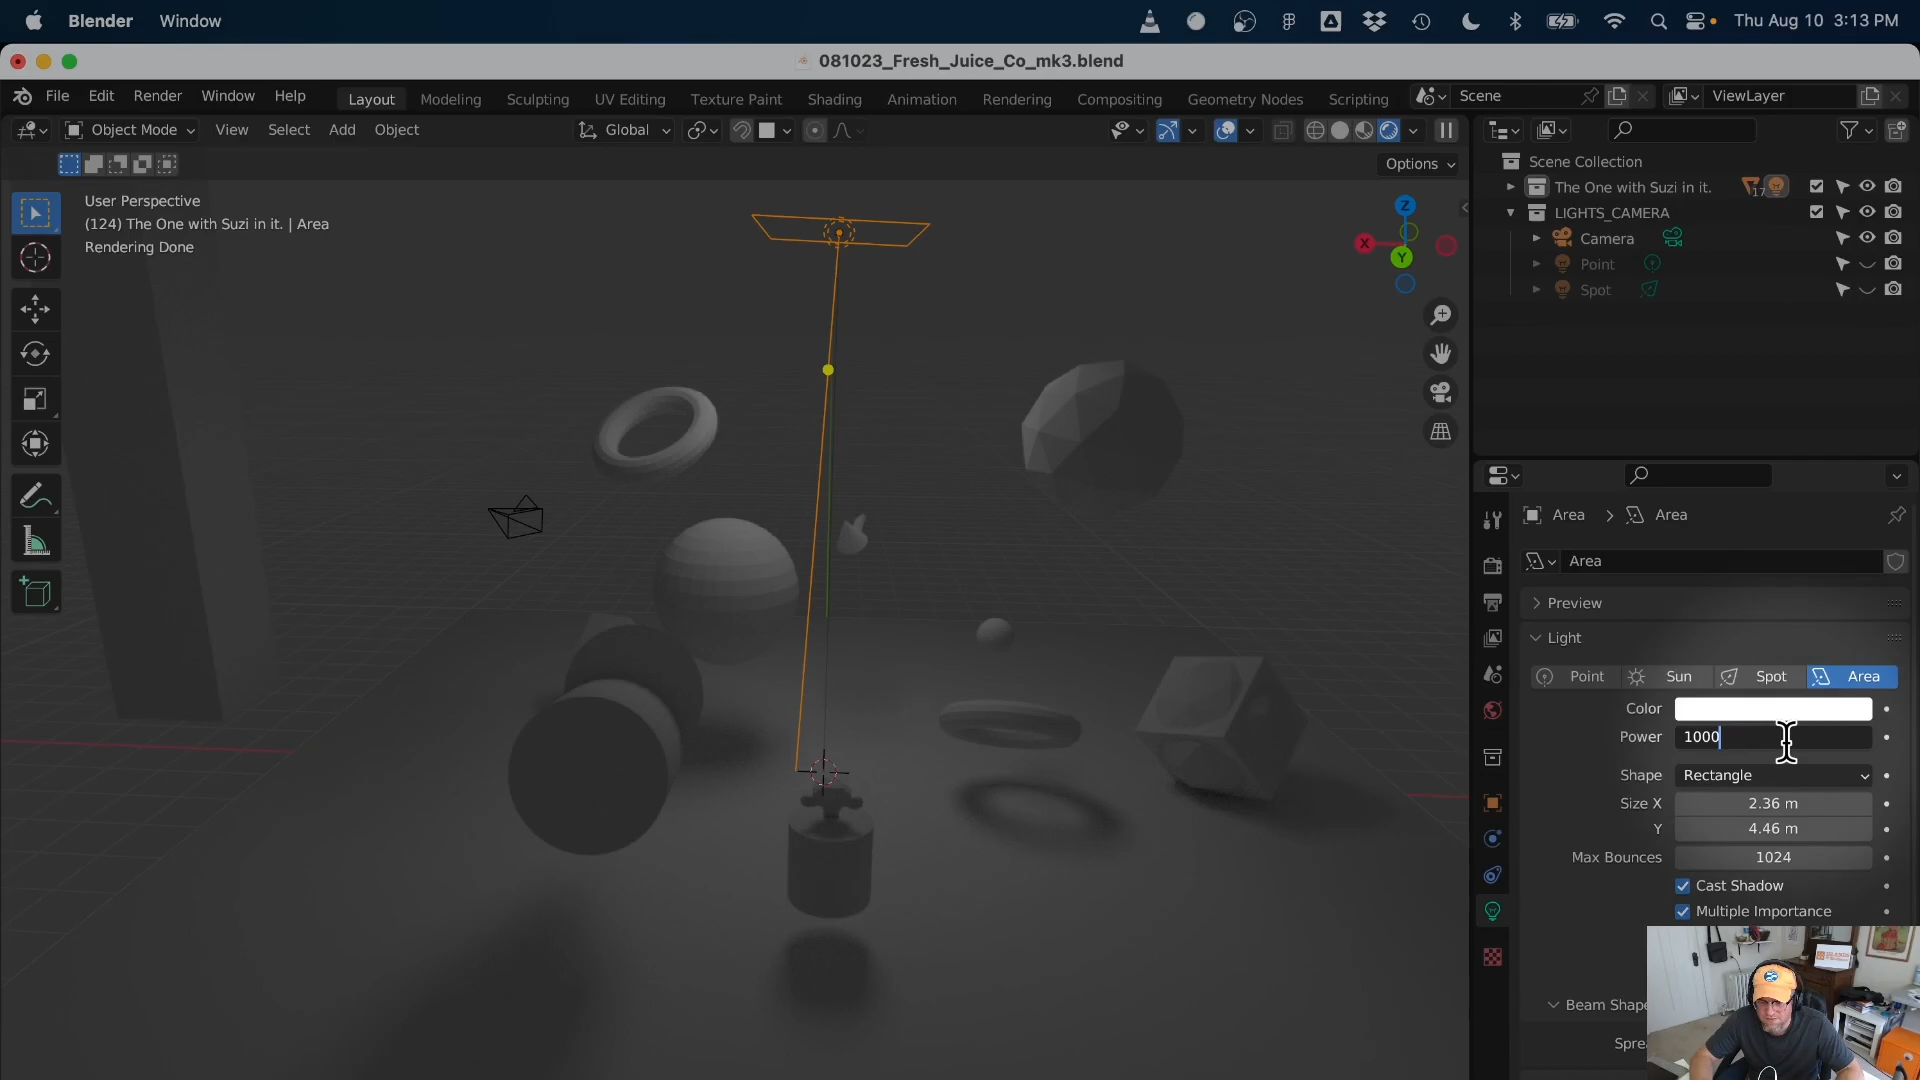 Blender Window Thu Aug 10 3:13 PM
081023_Fresh_Juice_Co_mk3.blend
File Edit Render Window Help Layout Modeling Sculpting UV Editing Texture Paint Shading Animation Rendering Compositing Geometry Nodes Scripting Scene ViewLayer
Object Mode View Select Add Object Global
Options
User Perspective
(124) The One with Suzi in it. | Area
Rendering Done
Z
X
Y
Scene Collection
The One with Suzi in it. 17
LIGHTS_CAMERA
Camera
Point
Spot
Area > Area
Area
Preview
Light
Point Sun Spot Area
Color
Power 1000
Shape Rectangle
Size X 2.36 m
Y 4.46 m
Max Bounces 1024
Cast Shadow
Multiple Importance
Beam Shape
Sprea